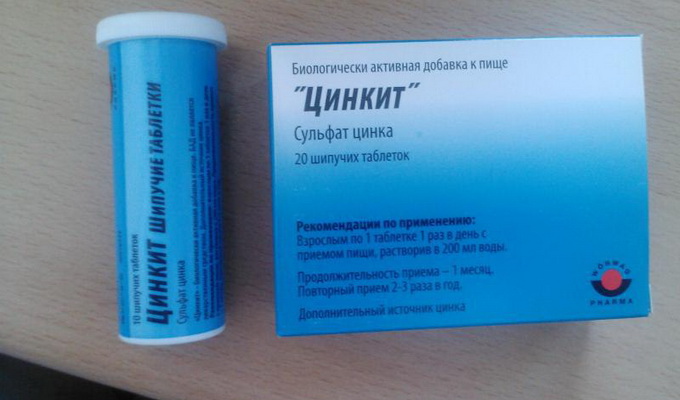 10 шипучих таблеток
ЦИНКИТ ШИПУЧИЕ ТАБЛЕТКИ
Сульфат цинка
Биологически активная добавка к пище
"ЦИНКИТ"
Сульфат цинка
20 шипучих таблеток
Рекомендации по применению:
Взрослым по 1 таблетке 1 раз в день с
приемом пищи, растворив в 200 мл воды.
Продолжительность приема – 1 месяц.
Повторный прием 2-3 раза в год.
Дополнительный источник цинка
WÖRWAG
PHARMA